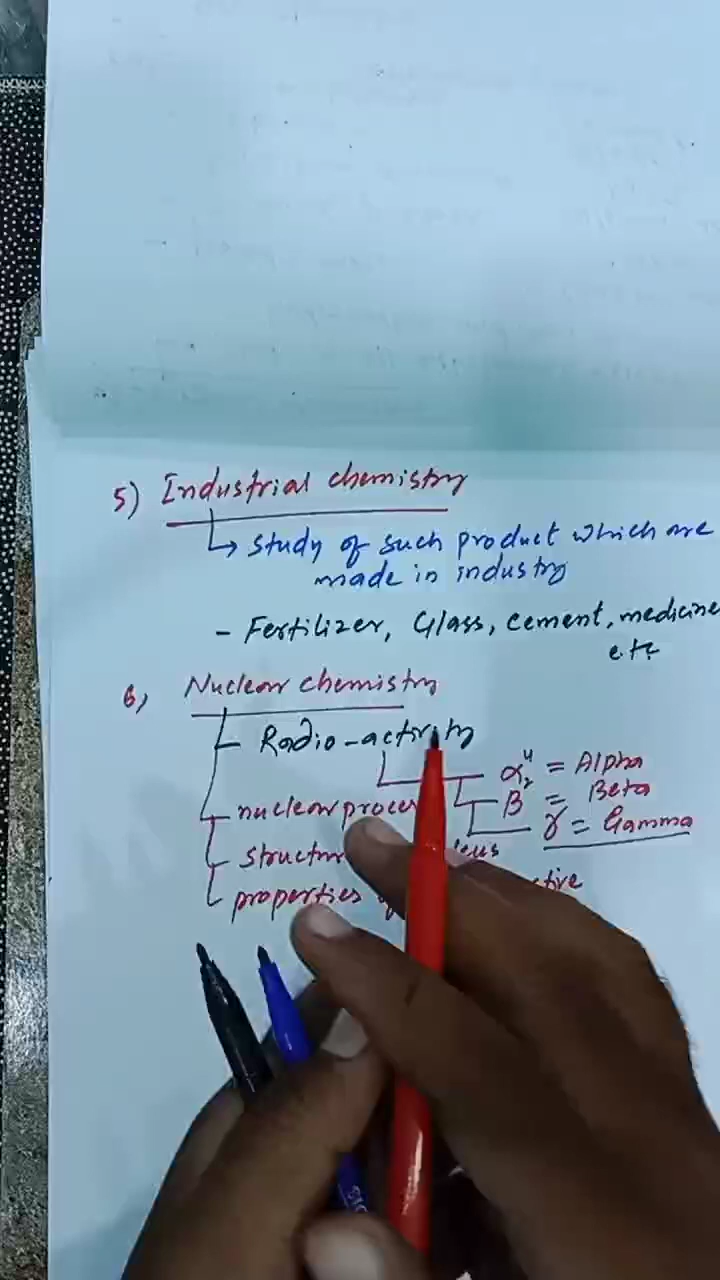 5) Industrial chemistry
↳ study of such product which are
made in industry
- Fertilizer, Glass, cement, medicine
etc
6, Nuclear chemistry
- Radio-activity
α₂⁴ = Alpha
B = Beta
nuclear γ = Gamma
properties